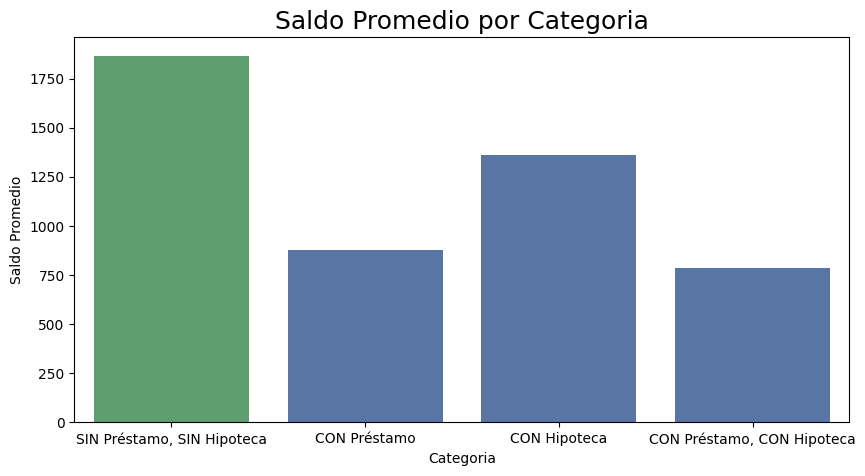 Saldo Promedio por Categoria
Saldo Promedio
1750
1500
1250
1000
750
500
250
0
SIN Préstamo, SIN Hipoteca
CON Préstamo
CON Hipoteca
CON Préstamo, CON Hipoteca
Categoria